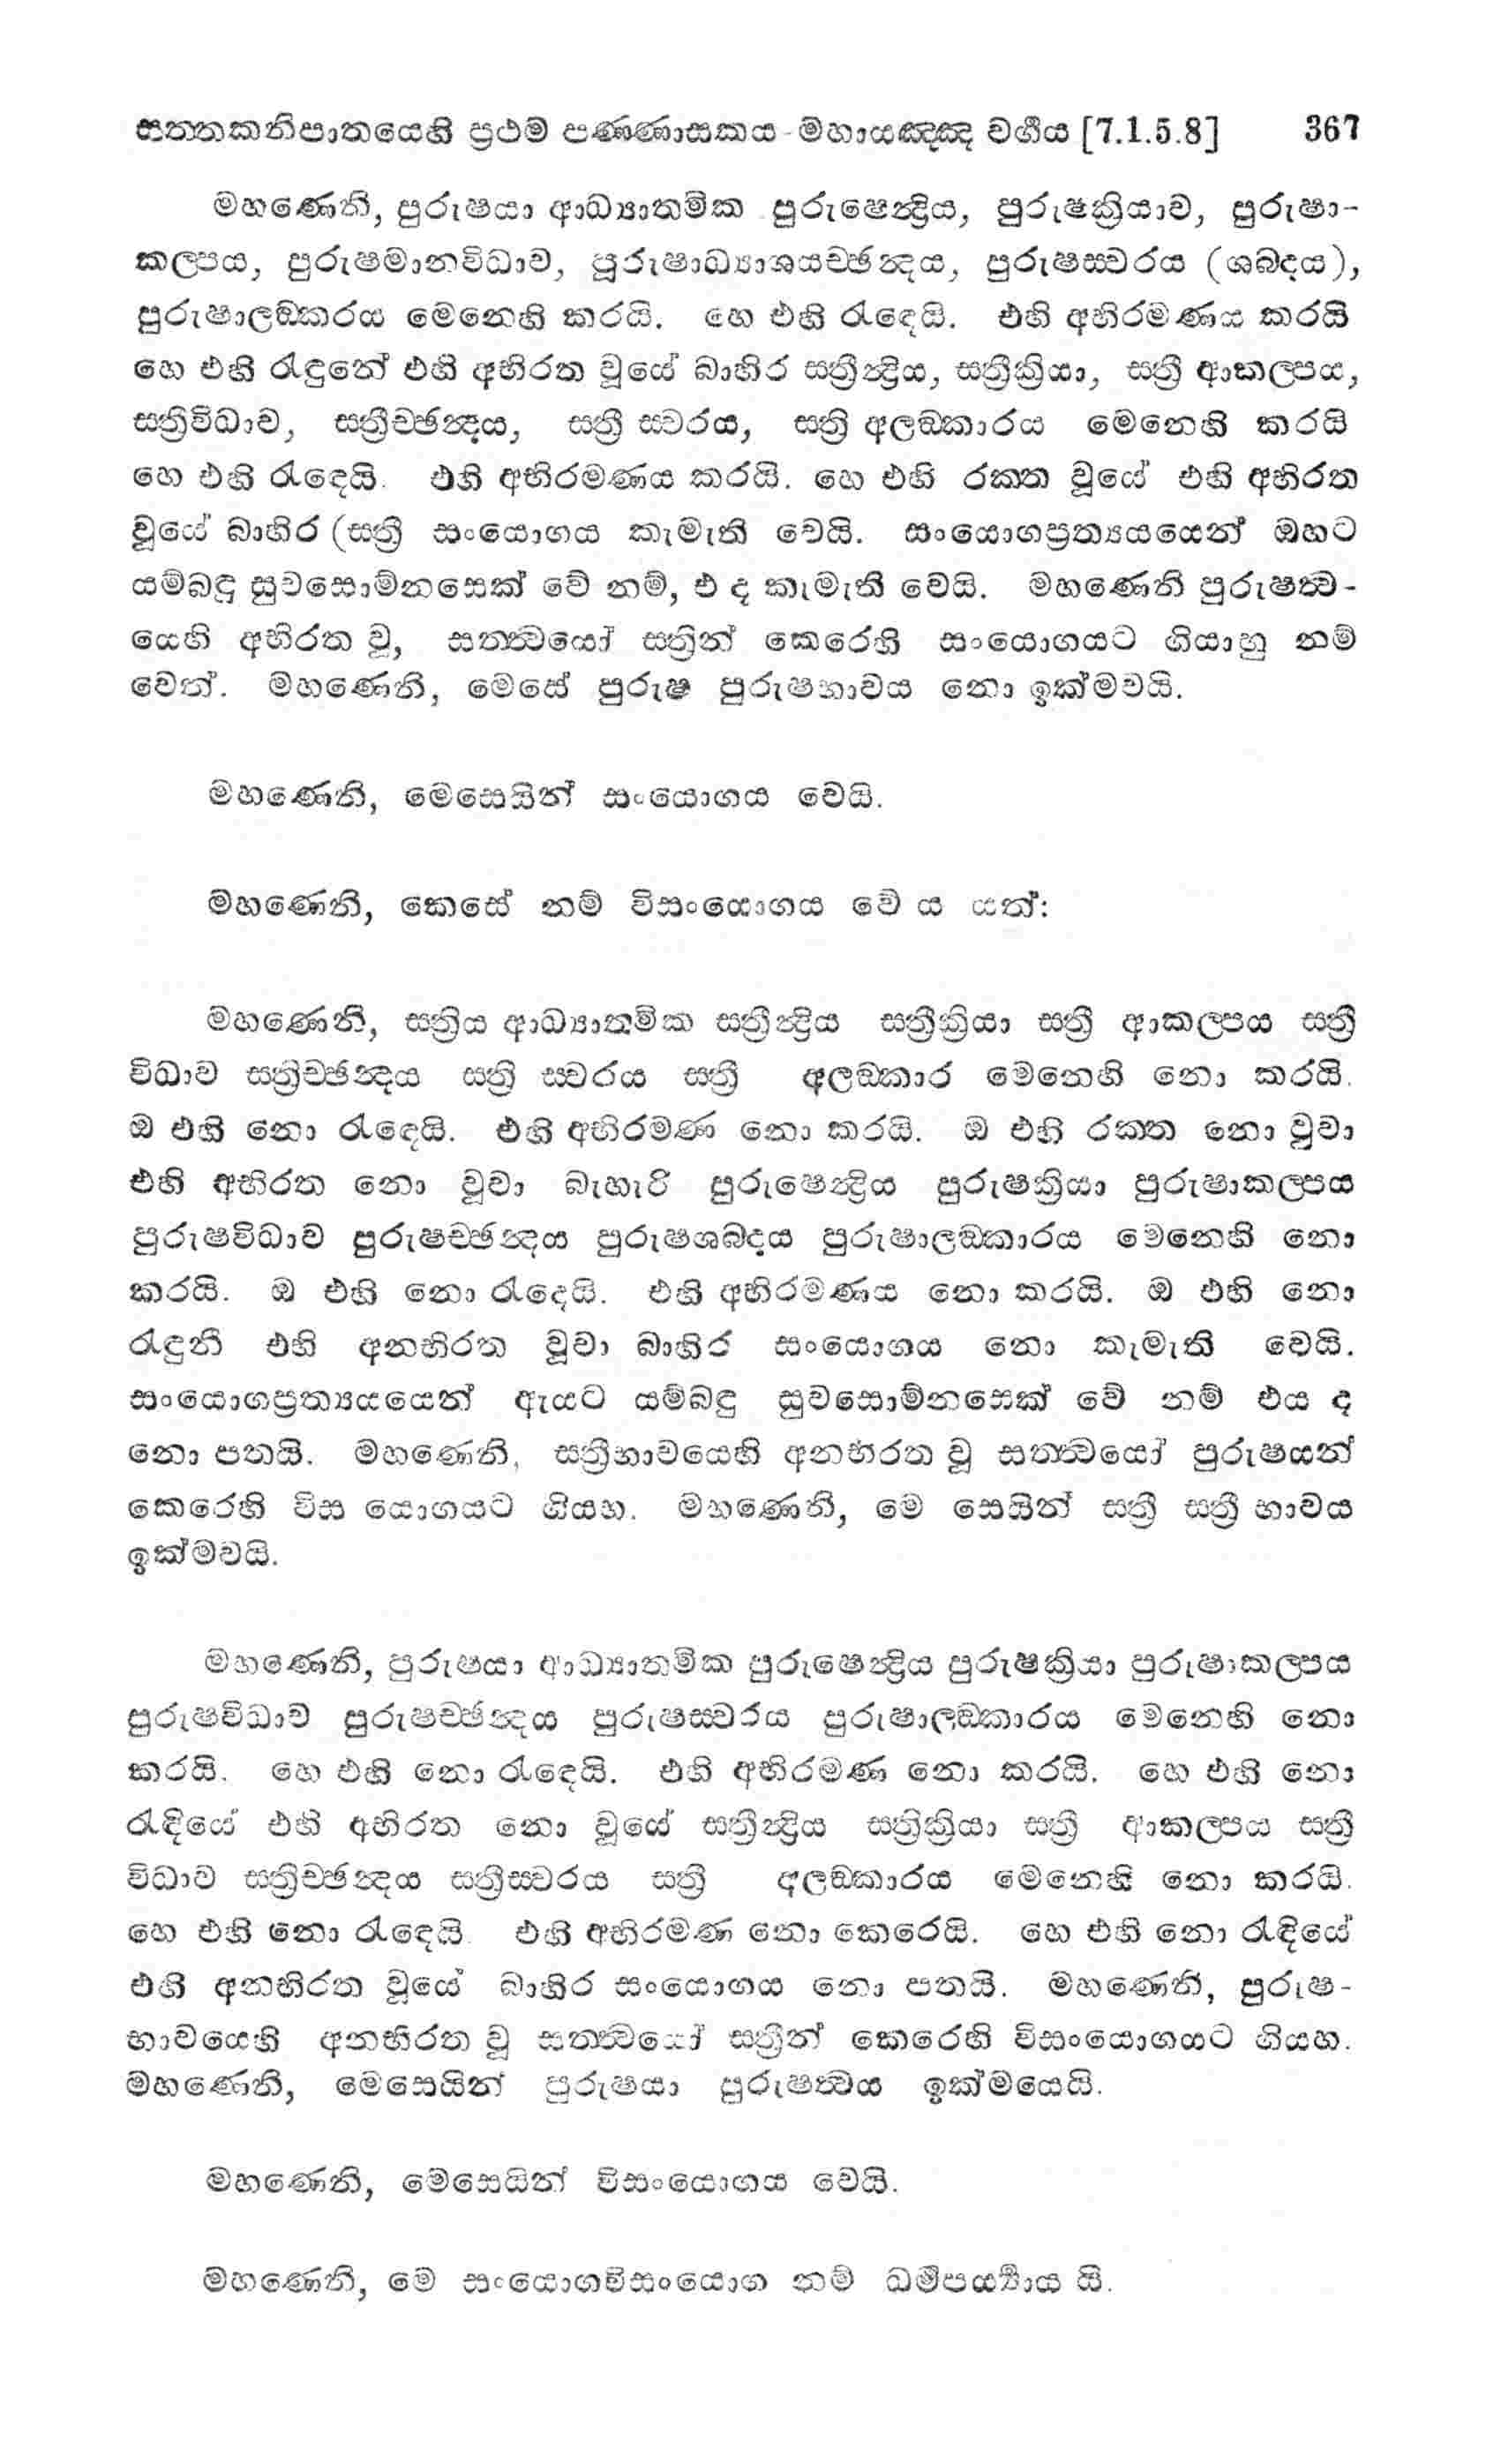 සත්තකනිපාතයෙහි ප්‍රථම පණ්ණාසකය - මහායඤ්ඤ වර්‍ගය [7.1.5.8] 367
මහණෙනි, පුරුෂයා ආධ්‍යාත්මික පුරුෂෙන්‍ද්‍රිය, පුරුෂක්‍රියාව, පුරුෂා-
කල්පය, පුරුෂමානවිධාව, පූරුෂාධ්‍යාශයච්ඡන්‍දය, පුරුෂස්වරය (ශබ්දය),
පුරුෂාලඞ්කරය මෙනෙහි කරයි. හෙ එහි රැඳෙයි. එහි අභිරමණය කරයි
හෙ එහි රැඳුනේ එහි අභිරත වූයේ බාහිර ස්ත්‍රීන්‍ද්‍රිය, ස්ත්‍රීක්‍රියා, ස්ත්‍රී ආකල්පය,
ස්ත්‍රීවිධාව, ස්ත්‍රීච්ඡන්‍දය, ස්ත්‍රී ස්වරය, ස්ත්‍රි අලඞ්කාරය මෙනෙහි කරයි
හෙ එහි රැඳෙයි. එහි අභිරමණය කරයි. හෙ එහි රක්ත වූයේ එහි අභිරත
වූයේ බාහිර (ස්ත්‍රී සංයොගය කැමැති වෙයි. සංයොගප්‍රත්‍යයයෙන් ඔහට
යම්බඳු සුවසොම්නසෙක් වේ නම්, එ ද කැමැති වෙයි. මහණෙනි පුරුෂත්‍ව-
යෙහි අභිරත වූ, සත්ත්‍වයෝ ස්ත්‍රින් කෙරෙහි සංයොගයට ගියාහු නම්
වෙත්. මහණෙනි, මෙසේ පුරුෂ පුරුෂභාවය නො ඉක්මවයි.
මහණෙනි, මෙසෙයින් සංයොගය වෙයි.
මහණෙනි, කෙසේ නම් විසංයොගය වේ ය යත්:
මහණෙනි, ස්ත්‍රිය ආධ්‍යාත්මික ස්ත්‍රීන්‍ද්‍රිය ස්ත්‍රීක්‍රියා ස්ත්‍රී ආකල්පය ස්ත්‍රී
විධාව ස්ත්‍රිච්ඡන්‍දය ස්ත්‍රි ස්වරය ස්ත්‍රී අලඞ්කාර මෙනෙහි නො කරයි.
ඔ එහි නො රැඳෙයි. එහි අභිරමණ නො කරයි. ඔ එහි රක්ත නො වූවා
එහි අභිරත නො වූවා බැහැරි පුරුෂෙන්‍ද්‍රිය පුරුෂක්‍රියා පුරුෂාකල්පය
පුරුෂවිධාව පුරුෂච්ඡන්‍දය පුරුෂශබ්දය පුරුෂාලඞ්කාරය මෙනෙහි නො
කරයි. ඔ එහි නො රැඳෙයි. එහි අභිරමණය නො කරයි. ඔ එහි නො
රැඳුනී එහි අනභිරත වූවා බාහිර සංයොගය නො කැමැති වෙයි.
සංයොගප්‍රත්‍යයයෙන් ඇයට යම්බඳු සුවසොම්නසෙක් වේ නම් එය ද
නො පතයි. මහණෙනි, ස්ත්‍රීභාවයෙහි අනභිරත වූ සත්ත්‍වයෝ පුරුෂයන්
කෙරෙහි විස යොගයට ගියහ. මහණෙනි, මෙ සෙයින් ස්ත්‍රී ස්ත්‍රී භාවය
ඉක්මවයි.
මහණෙනි, පුරුෂයා ආධ්‍යාත්මික පුරුෂෙන්‍ද්‍රිය පුරුෂක්‍රියා පුරුෂාකල්පය
පුරුෂවිධාව පුරුෂච්ඡන්‍දය පුරුෂස්වරය පුරුෂාලඞ්කාරය මෙනෙහි නො
කරයි. හෙ එහි නො රැඳෙයි. එහි අභිරමණ නො කරයි. හෙ එහි නො
රැඳියේ එහි අභිරත නො වූයේ ස්ත්‍රීන්‍ද්‍රිය ස්ත්‍රික්‍රියා ස්ත්‍රී ආකල්පය ස්ත්‍රී
විධාව ස්ත්‍රිච්ඡන්‍දය ස්ත්‍රීස්වරය ස්ත්‍රී අලඞ්කාරය මෙනෙහි නො කරයි.
හෙ එහි නො රැඳෙයි. එහි අභිරමණ නො කෙරෙයි. හෙ එහි නො රැඳියේ
එහි අනභිරත වූයේ බාහිර සංයොගය නො පතයි. මහණෙනි, පුරුෂ-
භාවයෙහි අනභිරත වූ සත්ත්‍වයෝ ස්ත්‍රීන් කෙරෙහි විසංයොගයට ගියහ.
මහණෙනි, මෙසෙයින් පුරුෂයා පුරුෂත්‍වය ඉක්මයෙයි.
මහණෙනි, මෙසෙයින් විසංයොගය වෙයි.
මහණෙනි, මෙ සංයොගවිසංයොග නම් ධර්‍මපර්‍ය්‍යාය යි.